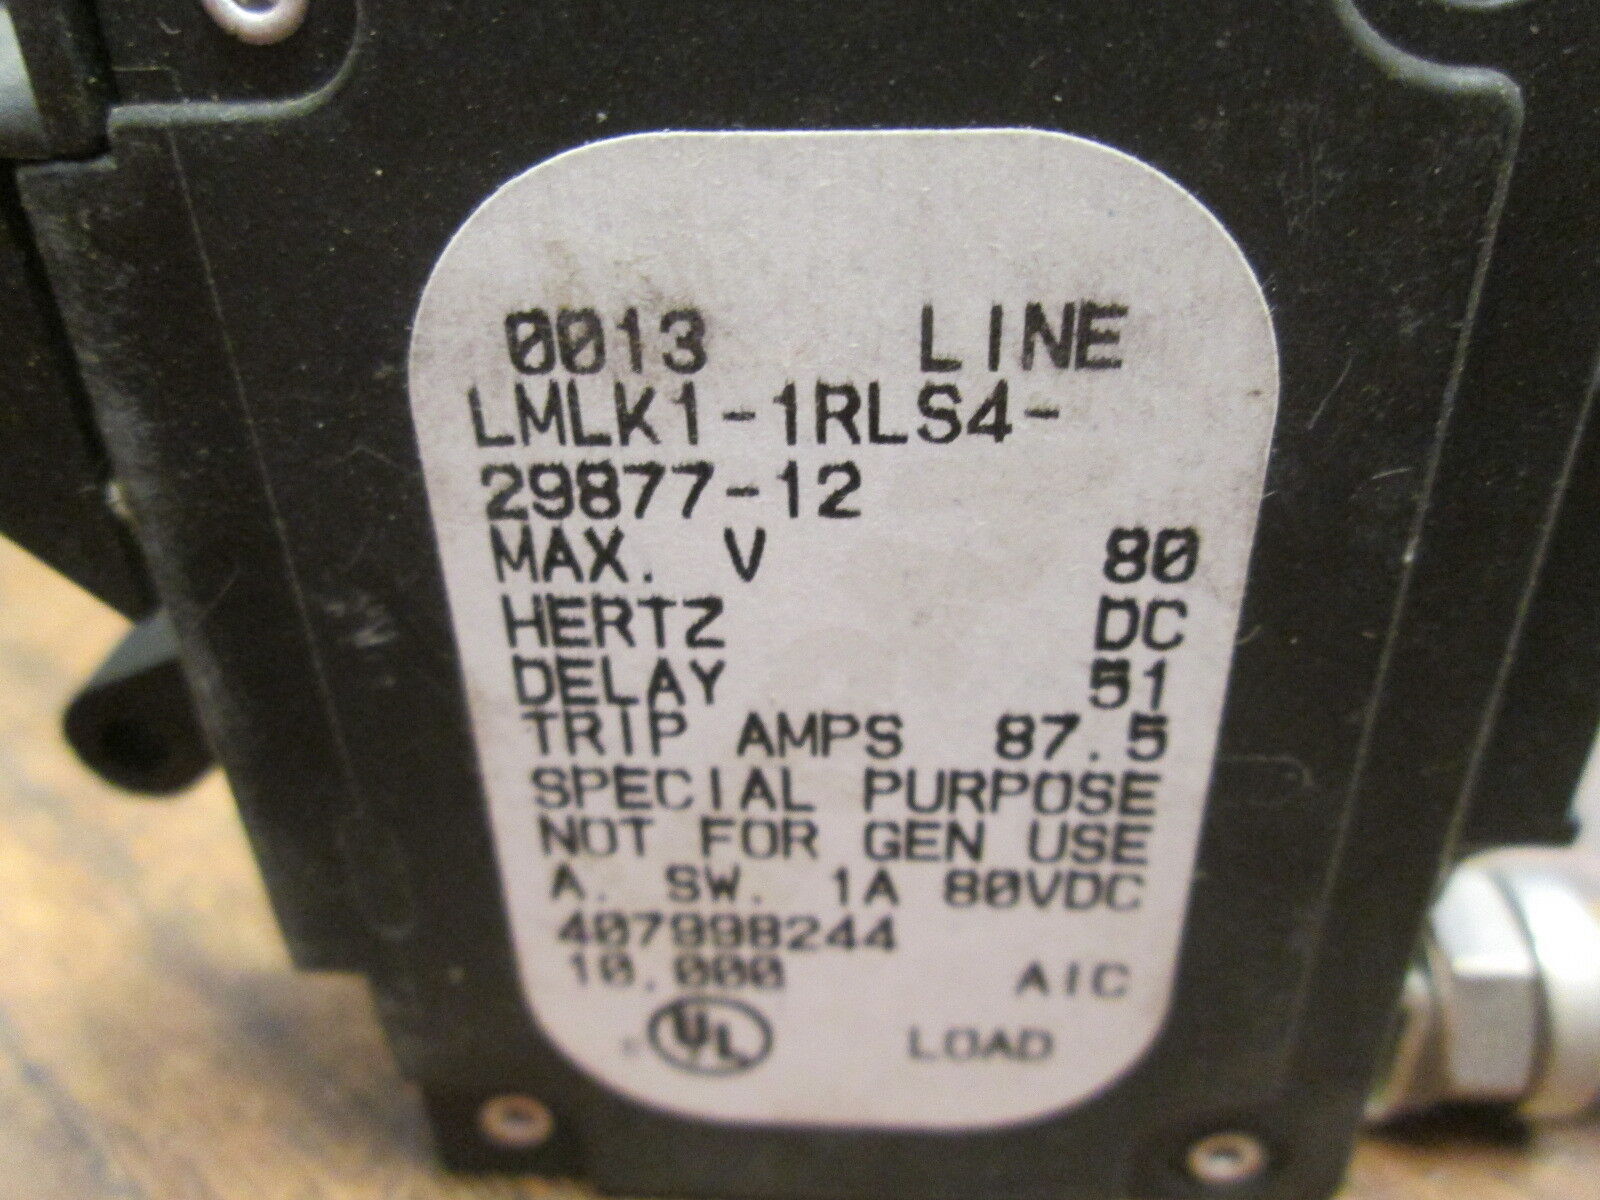 0013 LINE
LMLK1-1RLS4-
29877-12
MAX. V 80
HERTZ DC
DELAY 51
TRIP AMPS 87.5
SPECIAL PURPOSE
NOT FOR GEN USE
A. SW. 1A 80VDC
407998244
10,000 AIC
UL LOAD